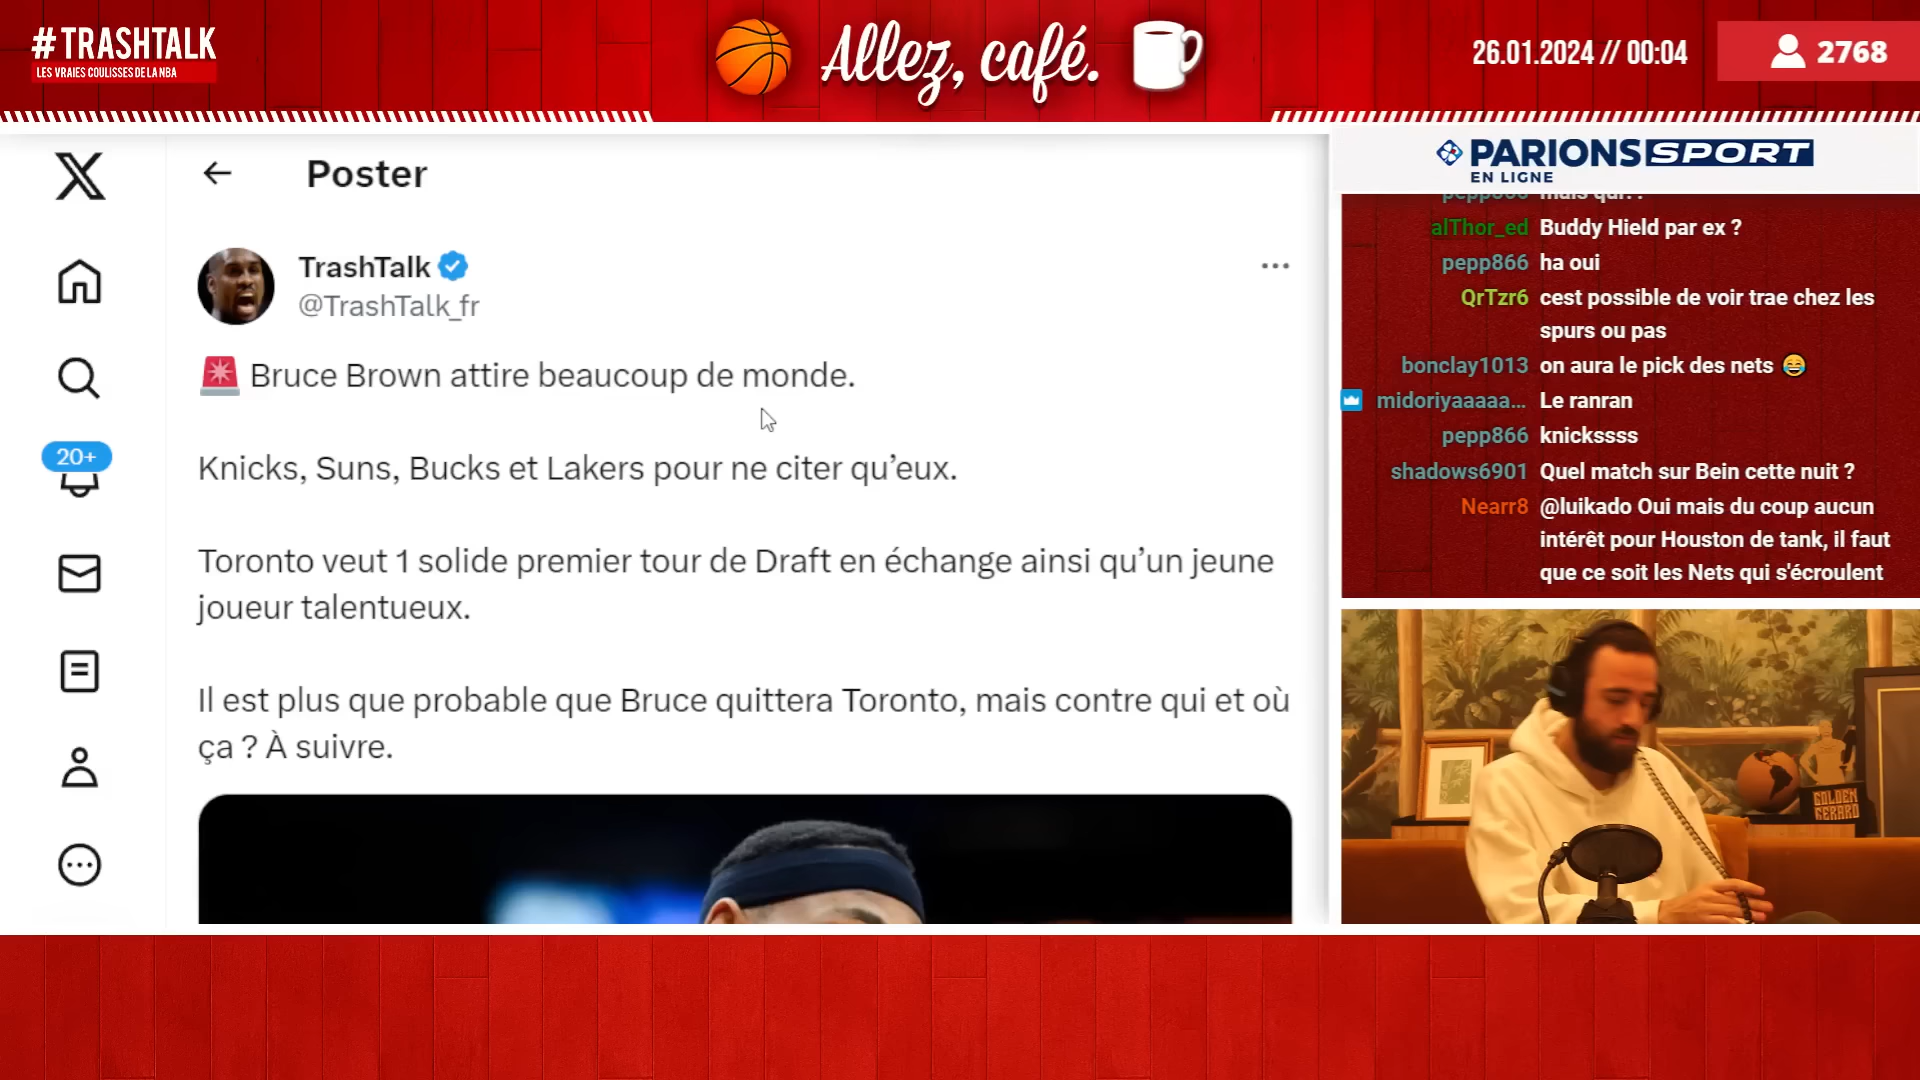 #TRASHTALK
LES VRAIES COULISSES DE LA NBA
Allez, café.
26.01.2024 // 00:04
2768
Poster
TrashTalk
@TrashTalk_fr
🚨 Bruce Brown attire beaucoup de monde.
Knicks, Suns, Bucks et Lakers pour ne citer qu’eux.
Toronto veut 1 solide premier tour de Draft en échange ainsi qu’un jeune
joueur talentueux.
Il est plus que probable que Bruce quittera Toronto, mais contre qui et où
ça ? À suivre.
20+
PARIONS SPORT
EN LIGNE
pepp866 mais qui
alThor_ed Buddy Hield par ex ?
pepp866 ha oui
QrTzr6 cest possible de voir trae chez les
spurs ou pas
bonclay1013 on aura le pick des nets 😂
midoriyaaaaa... Le ranran
pepp866 knickssss
shadows6901 Quel match sur Bein cette nuit ?
Nearr8 @luikado Oui mais du coup aucun
intérêt pour Houston de tank, il faut
que ce soit les Nets qui s'écroulent
GOLDEN
GERARD